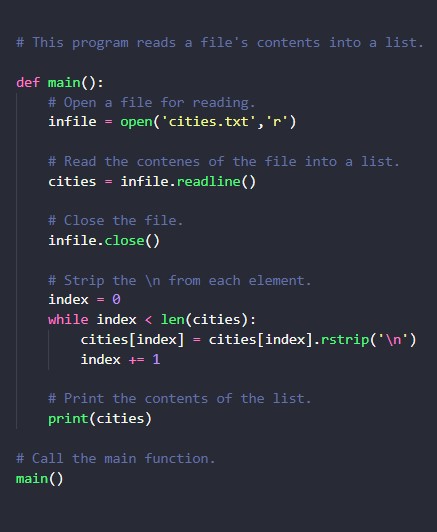 # This program reads a file's contents into a list.
def main():
# Open a file for reading.
infile = open('cities.txt','r')
# Read the contenes of the file into a list.
cities = infile.readline()
# Close the file.
infile.close()
# Strip the \n from each element.
index = 0
while index < len(cities):
cities[index] = cities[index].rstrip('\n')
index += 1
# Print the contents of the list.
print(cities)
# Call the main function.
main()